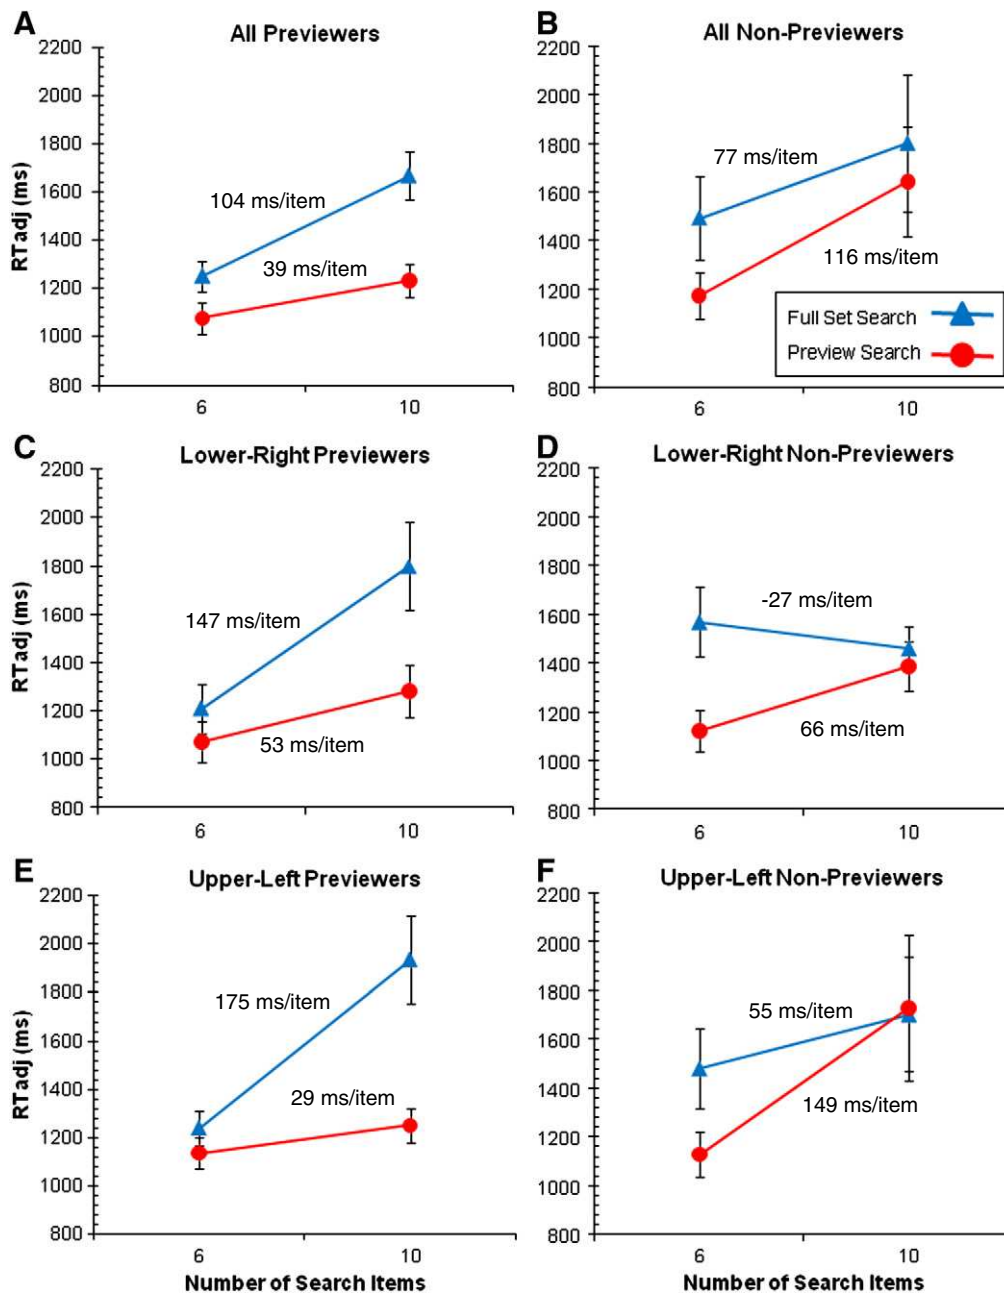 A
All Previewers
2200
2000
1800
1600
1400
1200
1000
800
RTadj (ms)
104 ms/item
39 ms/item
6
10
B
All Non-Previewers
2200
2000
1800
1600
1400
1200
1000
800
77 ms/item
116 ms/item
Full Set Search
Preview Search
6
10
C
Lower-Right Previewers
2200
2000
1800
1600
1400
1200
1000
800
RTadj (ms)
147 ms/item
53 ms/item
6
10
D
Lower-Right Non-Previewers
2200
2000
1800
1600
1400
1200
1000
800
-27 ms/item
66 ms/item
6
10
E
Upper-Left Previewers
2200
2000
1800
1600
1400
1200
1000
800
RTadj (ms)
175 ms/item
29 ms/item
6
10
Number of Search Items
F
Upper-Left Non-Previewers
2200
2000
1800
1600
1400
1200
1000
800
55 ms/item
149 ms/item
6
10
Number of Search Items